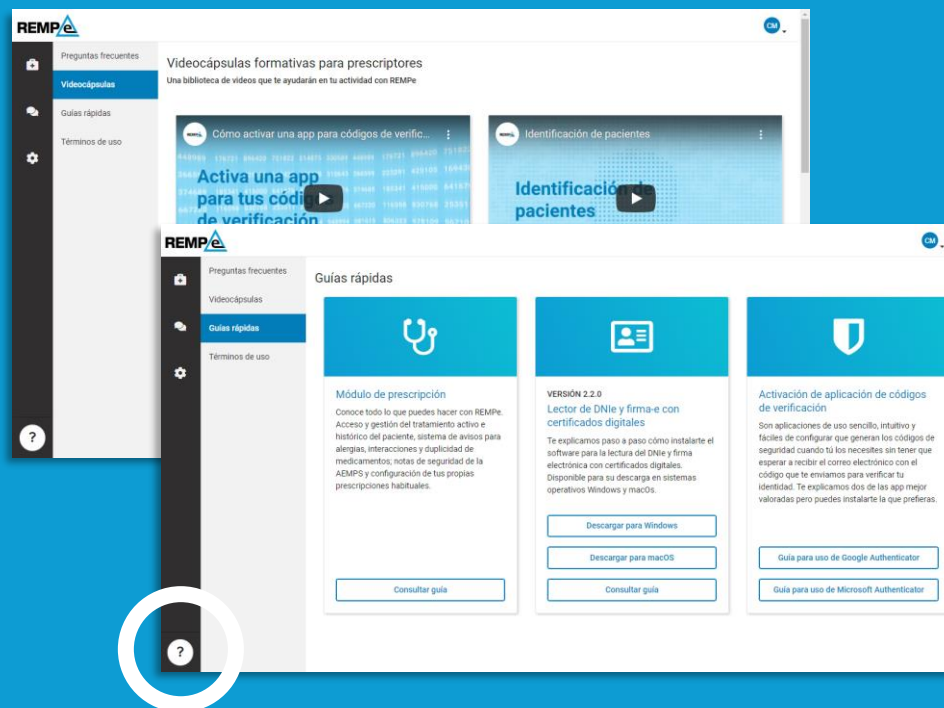 REMPe
CM
Preguntas frecuentes
Videocápsulas
Guías rápidas
Términos de uso
Videocápsulas formativas para prescriptores
Una biblioteca de videos que te ayudarán en tu actividad con REMPe
Cómo activar una app para códigos de verific...
Activa una app
para tus códig
de verificación
Identificación de pacientes
Identificación de
pacientes
?
REMPe
CM
Preguntas frecuentes
Videocápsulas
Guías rápidas
Términos de uso
Guías rápidas
Módulo de prescripción
Conoce todo lo que puedes hacer con REMPe.
Acceso y gestión del tratamiento activo e
histórico del paciente, sistema de avisos para
alergias, interacciones y duplicidad de
medicamentos; notas de seguridad de la
AEMPS y configuración de tus propias
prescripciones habituales.
Consultar guía
VERSIÓN 2.2.0
Lector de DNIe y firma-e con
certificados digitales
Te explicamos paso a paso cómo instalarte el
software para la lectura del DNIe y firma
electrónica con certificados digitales.
Disponible para su descarga en sistemas
operativos Windows y macOs.
Descargar para Windows
Descargar para macOS
Consultar guía
Activación de aplicación de códigos
de verificación
Son aplicaciones de uso sencillo, intuitivo y
fáciles de configurar que generan los códigos de
seguridad cuando tú los necesites sin tener que
esperar a recibir el correo electrónico con el
código que te enviamos para verificar tu
identidad. Te explicamos dos de las app mejor
valoradas pero puedes instalarte la que prefieras.
Guía para uso de Google Authenticator
Guía para uso de Microsoft Authenticator
?